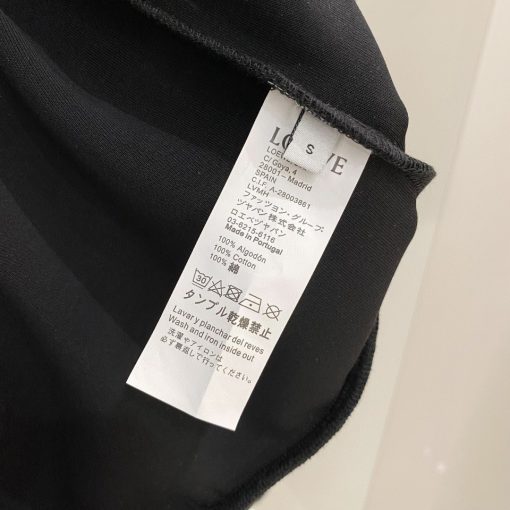 S
LOEWE
C/ Goya, 4
28001 - Madrid
SPAIN
C.I.F. A-28003861
LVMH
ファッション・グループ・
ジャパン株式会社
ロエベジャパン
03-6215-6116
Made in Portugal
100% Algodón
100% Cotton
100% 綿
30
タンブル乾燥禁止
Lavar y planchar del reves
Wash and iron inside out
洗濯やアイロンは
必ず裏返しで行ってください。